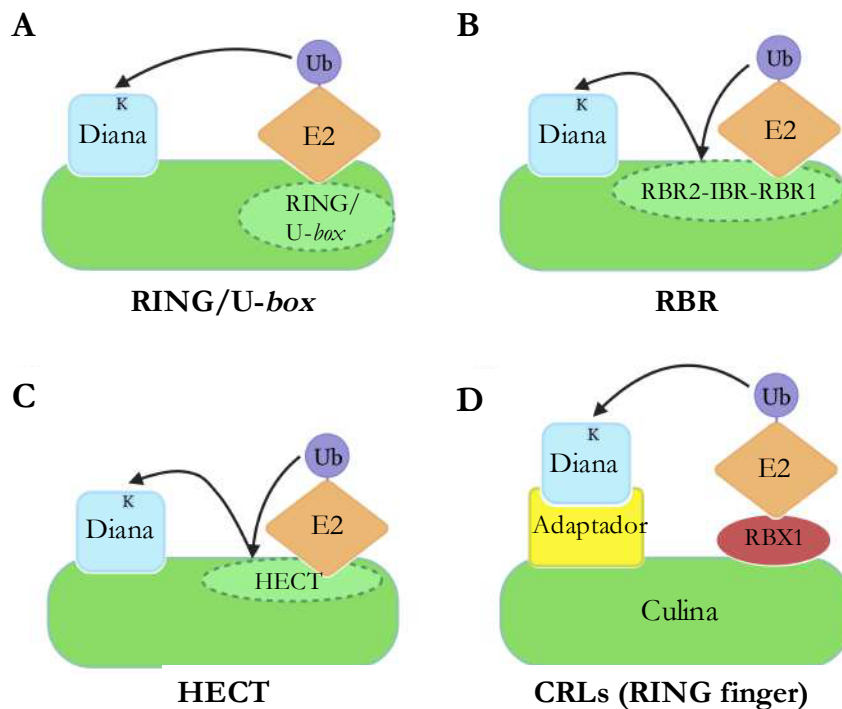 A
Ub
K
Diana
E2
RING/
U-box
RING/U-box
B
Ub
K
Diana
E2
RBR2-IBR-RBR1
RBR
C
Ub
K
Diana
E2
HECT
HECT
D
Ub
K
Diana
E2
Adaptador
RBX1
Culina
CRLs (RING finger)